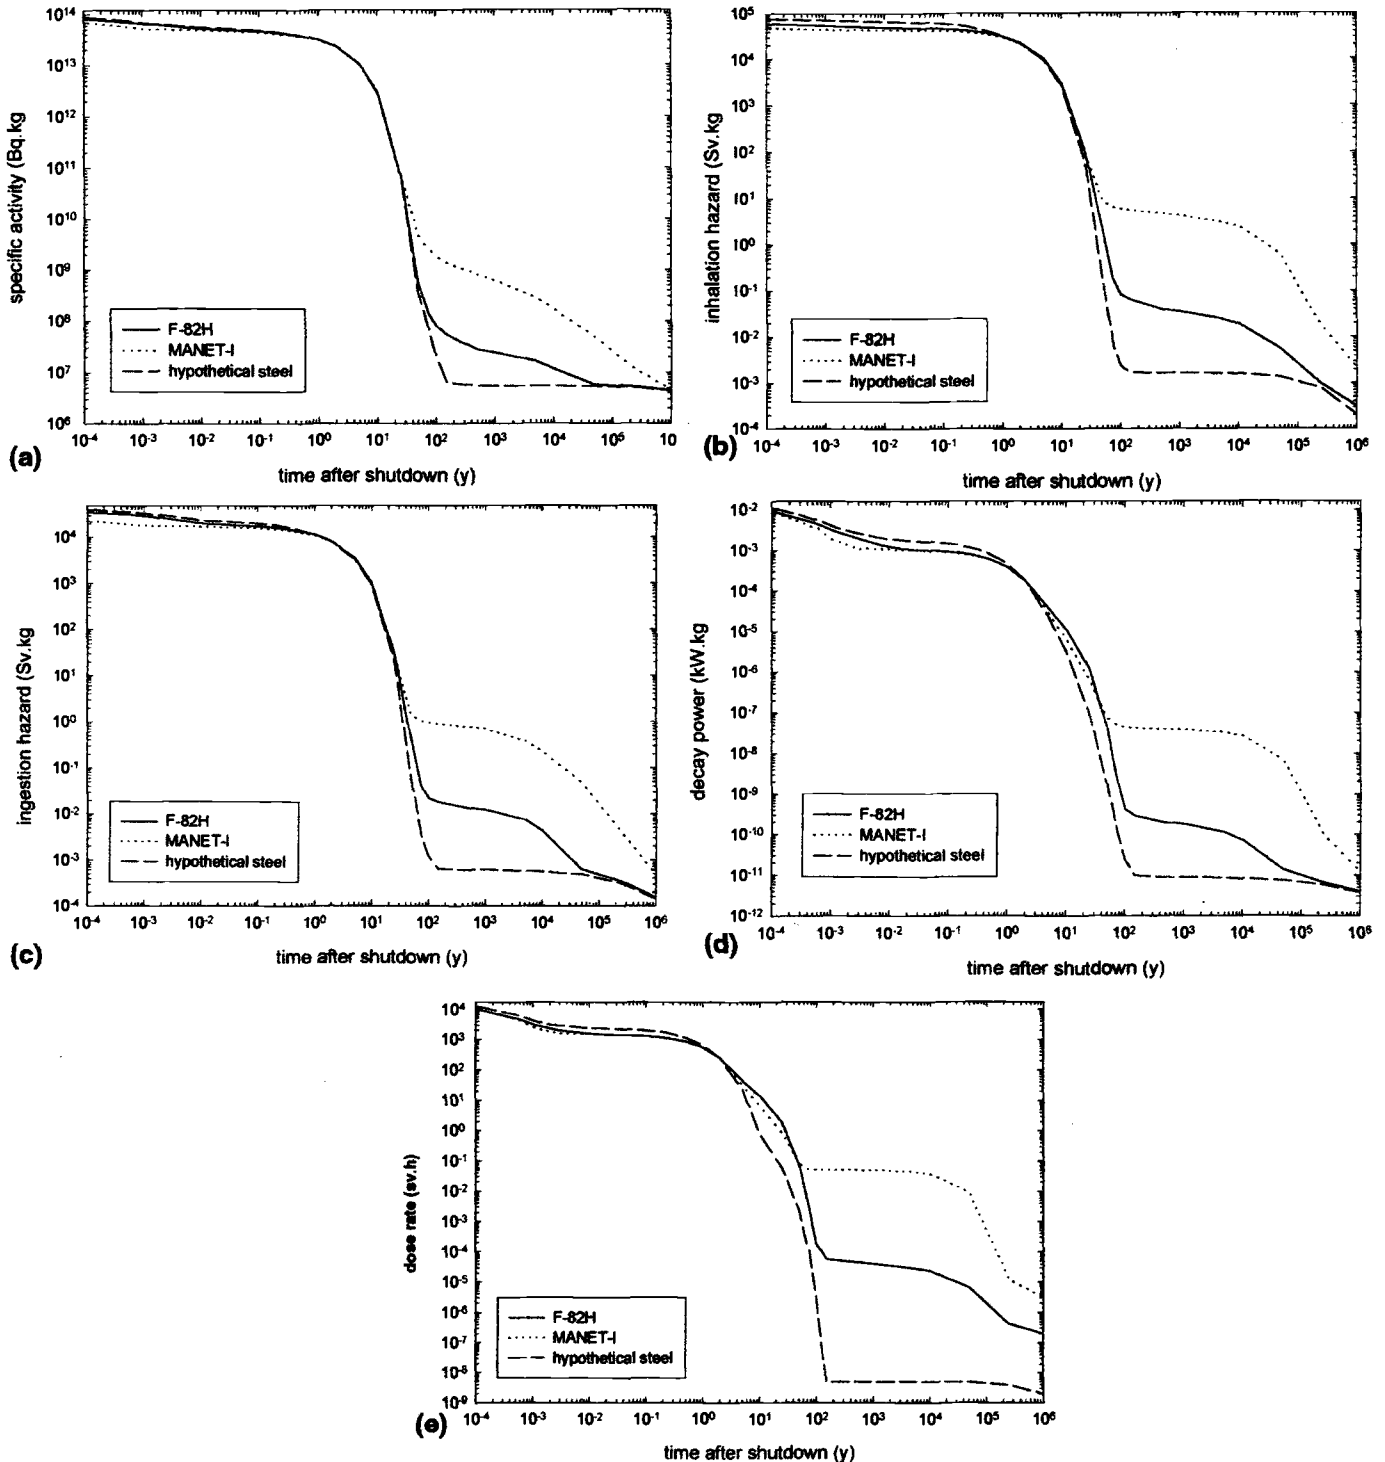 10¹⁴
10¹³
10¹²
10¹¹
10¹⁰
10⁹
10⁸
10⁷
10⁶
specific activity (Bq.kg
F-82H
MANET-I
hypothetical steel
10⁻⁴ 10⁻³ 10⁻² 10⁻¹ 10⁰ 10¹ 10² 10³ 10⁴ 10⁵ 10
(a)
time after shutdown (y)
10⁵
10⁴
10³
10²
10¹
10⁰
10⁻¹
10⁻²
10⁻³
10⁻⁴
inhalation hazard (Sv.kg
F-82H
MANET-I
hypothetical steel
10⁻⁴ 10⁻³ 10⁻² 10⁻¹ 10⁰ 10¹ 10² 10³ 10⁴ 10⁵ 10⁶
(b)
time after shutdown (y)
10⁴
10³
10²
10¹
10⁰
10⁻¹
10⁻²
10⁻³
10⁻⁴
ingestion hazard (Sv.kg
F-82H
MANET-I
hypothetical steel
10⁻⁴ 10⁻³ 10⁻² 10⁻¹ 10⁰ 10¹ 10² 10³ 10⁴ 10⁵ 10⁶
(c)
time after shutdown (y)
10⁻²
10⁻³
10⁻⁴
10⁻⁵
10⁻⁶
10⁻⁷
10⁻⁸
10⁻⁹
10⁻¹⁰
10⁻¹¹
10⁻¹²
decay power (kW.kg
F-82H
MANET-I
hypothetical steel
10⁻⁴ 10⁻³ 10⁻² 10⁻¹ 10⁰ 10¹ 10² 10³ 10⁴ 10⁵ 10⁶
(d)
time after shutdown (y)
10⁴
10³
10²
10¹
10⁰
10⁻¹
10⁻²
10⁻³
10⁻⁴
10⁻⁵
10⁻⁶
10⁻⁷
10⁻⁸
10⁻⁹
dose rate (sv.h)
F-82H
MANET-I
hypothetical steel
10⁻⁴ 10⁻³ 10⁻² 10⁻¹ 10⁰ 10¹ 10² 10³ 10⁴ 10⁵ 10⁶
(e)
time after shutdown (y)